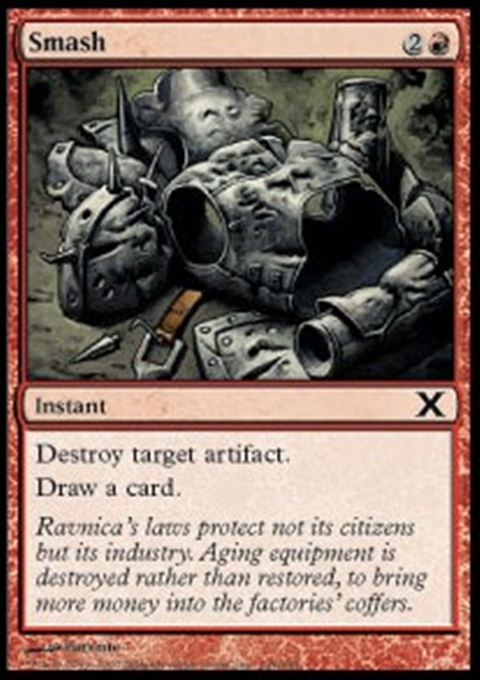 Smash 2
Instant X
Destroy target artifact.
Draw a card.
Ravnica's laws protect not its citizens
but its industry. Aging equipment is
destroyed rather than restored, to bring
more money into the factories' coffers.